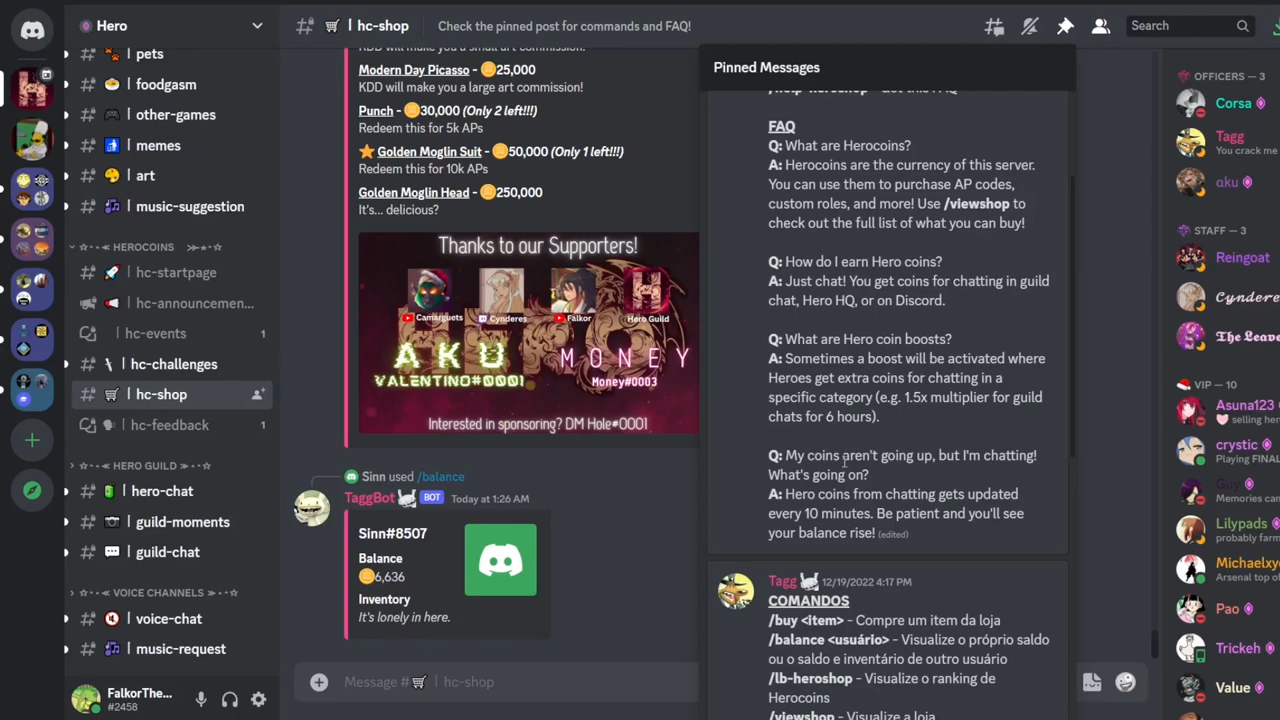 Hero
# | hc-shop
Check the pinned post for commands and FAQ!
Search
# | pets
# | foodgasm
# | other-games
# | memes
# | art
# | music-suggestion
HEROCOINS
# | hc-startpage
| hc-announcemen...
| hc-events 1
# | hc-challenges
# | hc-shop
| hc-feedback 1
HERO GUILD
# | hero-chat
# | guild-moments
# | guild-chat
VOICE CHANNELS
# | voice-chat
# | music-request
FalkorThe...
#2458
KDD will make you a small art commission!
Modern Day Picasso - 25,000
KDD will make you a large art commission!
Punch - 30,000 (Only 2 left!!!)
Redeem this for 5k APs
Golden Moglin Suit - 50,000 (Only 1 left!!!)
Redeem this for 10k APs
Golden Moglin Head - 250,000
It's... delicious?
Thanks to our Supporters!
Camarguets Cynderes Falkor Hero Guild
HERO
AKU MONEY
VALENTINO#0001 Money#0003
Interested in sponsoring? DM Hole#0001
Sinn used /balance
TaggBot BOT Today at 1:26 AM
Sinn#8507
Balance
6,636
Inventory
It's lonely in here.
Message # | hc-shop
Pinned Messages
/help-heroshop - Get this FAQ
FAQ
Q: What are Herocoins?
A: Herocoins are the currency of this server.
You can use them to purchase AP codes,
custom roles, and more! Use /viewshop to
check out the full list of what you can buy!
Q: How do I earn Hero coins?
A: Just chat! You get coins for chatting in guild
chat, Hero HQ, or on Discord.
Q: What are Hero coin boosts?
A: Sometimes a boost will be activated where
Heroes get extra coins for chatting in a
specific category (e.g. 1.5x multiplier for guild
chats for 6 hours).
Q: My coins aren't going up, but I'm chatting!
What's going on?
A: Hero coins from chatting gets updated
every 10 minutes. Be patient and you'll see
your balance rise! (edited)
Tagg 12/19/2022 4:17 PM
COMANDOS
/buy <item> - Compre um item da loja
/balance <usuário> - Visualize o próprio saldo
ou o saldo e inventário de outro usuário
/lb-heroshop - Visualize o ranking de
Herocoins
/viewshop - Visualize a loja
OFFICERS — 3
Corsa
Tagg
You crack me
aku
STAFF — 3
Reingoat
Cyndere
The Leave
VIP — 10
Asuna123
selling her
crystic
Playing FINAL
Guy
Memories can
Lilypads
probably farm
Michaelxy
Arsenal top of
Pao
Trickeh
Value